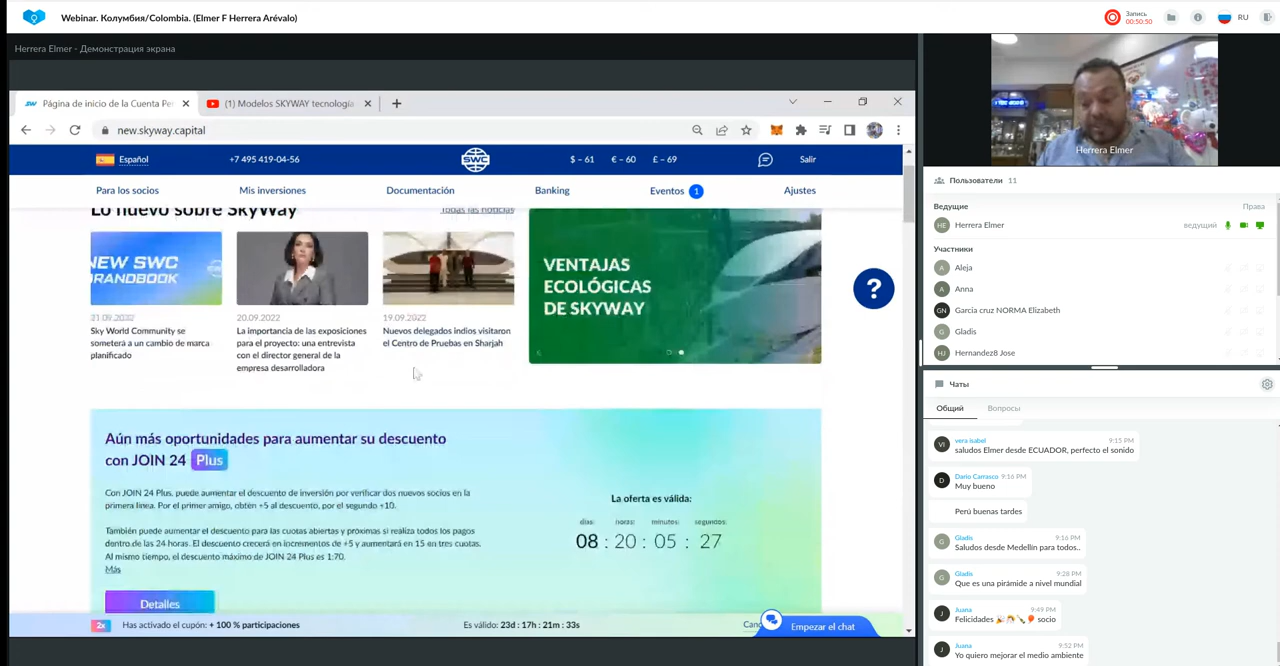 Webinar. Колумбия/Colombia. (Elmer F Herrera Arévalo)
Запись
00:50:50
RU
Herrera Elmer - Демонстрация экрана
Página de inicio de la Cuenta Pe
(1) Modelos SKYWAY tecnología
new.skyway.capital
Español
+7 495 419-04-56
SWC
$ – 61
€ – 60
£ – 69
Salir
Para los socios
Mis inversiones
Documentación
Banking
Eventos 1
Ajustes
Lo nuevo sobre SkyWay
Todas las noticias
NEW SWC
BRANDBOOK
21.09.2022
Sky World Community se
someterá a un cambio de marca
planificado
20.09.2022
La importancia de las exposiciones
para el proyecto: una entrevista
con el director general de la
empresa desarrolladora
19.09.2022
Nuevos delegados indios visitaron
el Centro de Pruebas en Sharjah
VENTAJAS
ECOLÓGICAS
DE SKYWAY
?
Aún más oportunidades para aumentar su descuento
con JOIN 24 Plus
Con JOIN 24 Plus, puede aumentar el descuento de inversión por verificar dos nuevos socios en la
primera línea. Por el primer amigo, obtén +5 al descuento, por el segundo +10.
También puede aumentar el descuento para las cuotas abiertas y próximas si realiza todos los pagos
dentro de las 24 horas. El descuento crecerá en incrementos de +5 y aumentará en 15 en tres cuotas.
Al mismo tiempo, el descuento máximo de JOIN 24 Plus es 1:70.
Más
Detalles
La oferta es válida:
días: horas: minutos: segundos:
08 : 20 : 05 : 27
2x
Has activado el cupón: + 100 % participaciones
Es válido: 23d : 17h : 21m : 33s
Canc
Empezar el chat
Herrera Elmer
Пользователи 11
Ведущие
Права
HE
Herrera Elmer
ведущий
Участники
A
Aleja
A
Anna
GN
García cruz NORMA Elizabeth
G
Gladis
HJ
Hernandez8 Jose
Чаты
Общий
Вопросы
VI
vera isabel 9:15 PM
saludos Elmer desde ECUADOR, perfecto el sonido
D
Dario Carrasco 9:16 PM
Muy bueno
Perú buenas tardes
G
Gladis 9:16 PM
Saludos desde Medellín para todos..
G
Gladis 9:28 PM
Que es una pirámide a nivel mundial
J
Juana 9:49 PM
Felicidades 🎉🎊🍾🎈 socio
J
Juana 9:52 PM
Yo quiero mejorar el medio ambiente